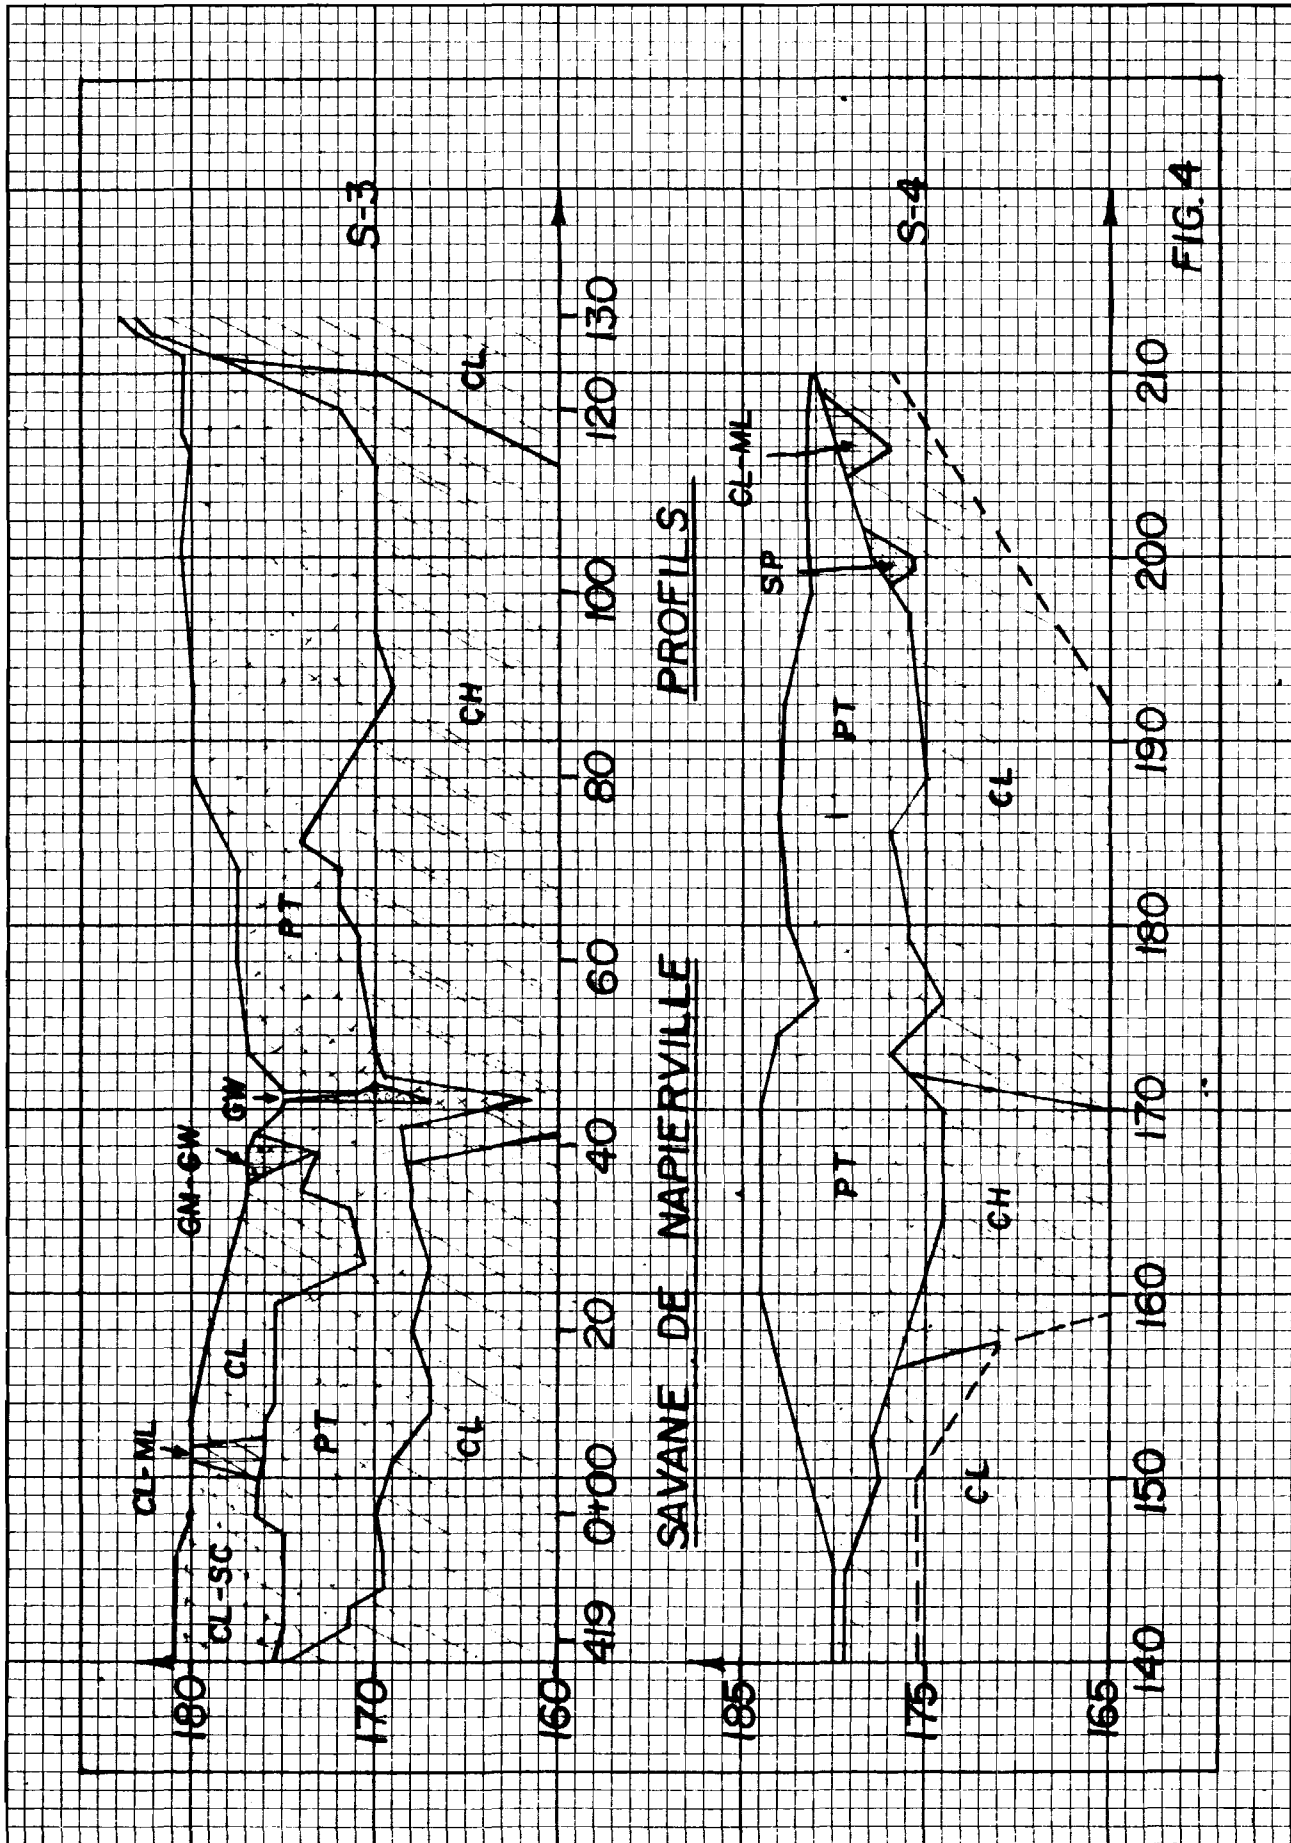 CL-ML
GM-GW
GW
180
CL-SC
CL
PT
PT
S-3
170
CL
CH
CL
160
419
0+00
20
40
60
80
100
120
130
SAVANE DE NAPIERVILLE
PROFILS
185
SP
CL-ML
PT
PT
S-4
175
CL
CH
CL
165
140
150
160
170
180
190
200
210
FIG. 4